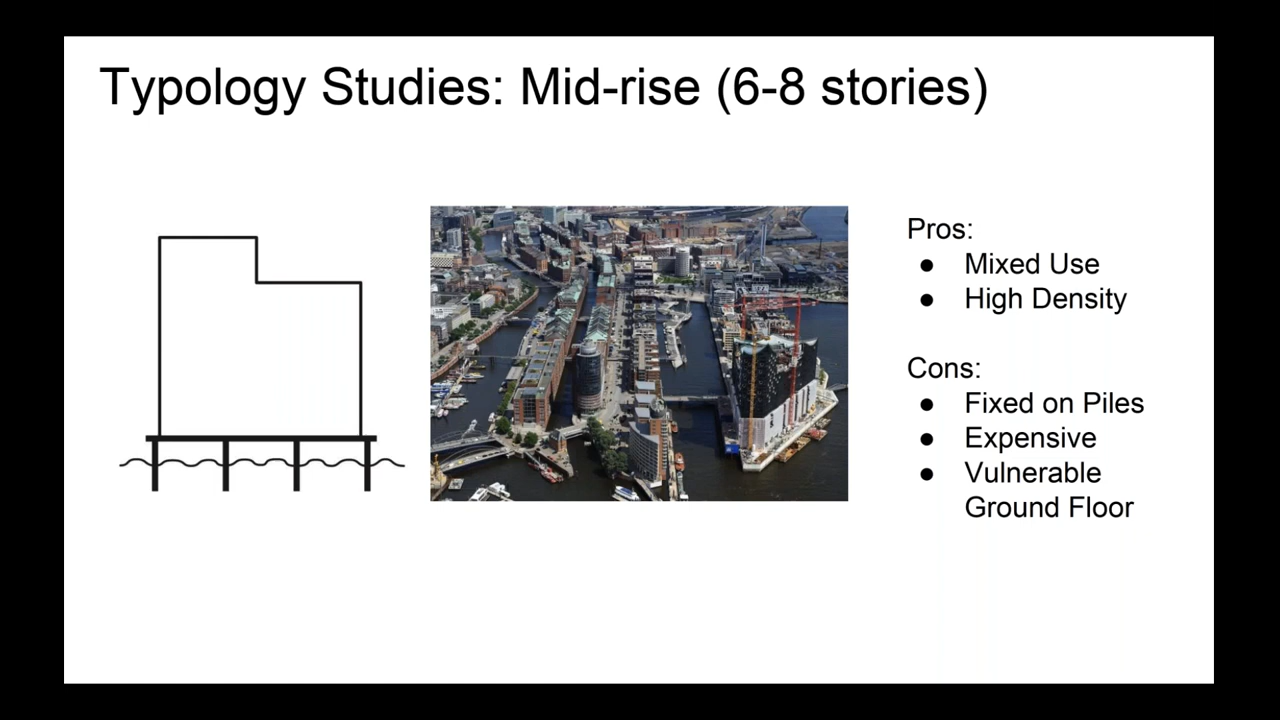 Typology Studies: Mid-rise (6-8 stories)
Pros:
● Mixed Use
● High Density
Cons:
● Fixed on Piles
● Expensive
● Vulnerable
Ground Floor